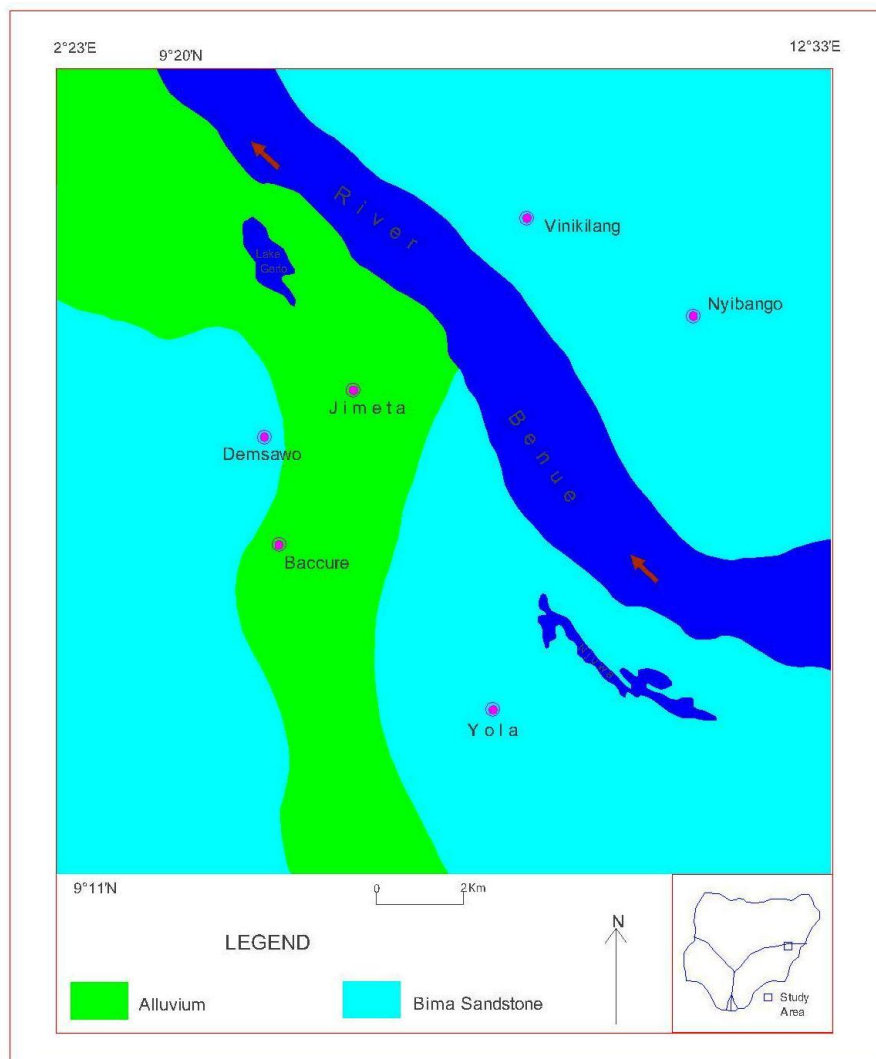 2°23'E
9°20'N
12°33'E
River
Vinikilang
Lake
Nyibango
Jimeta
Benue
Demsawo
Baccure
Yola
9°11'N
0 2Km
N
LEGEND
Alluvium
Bima Sandstone
Study
Area